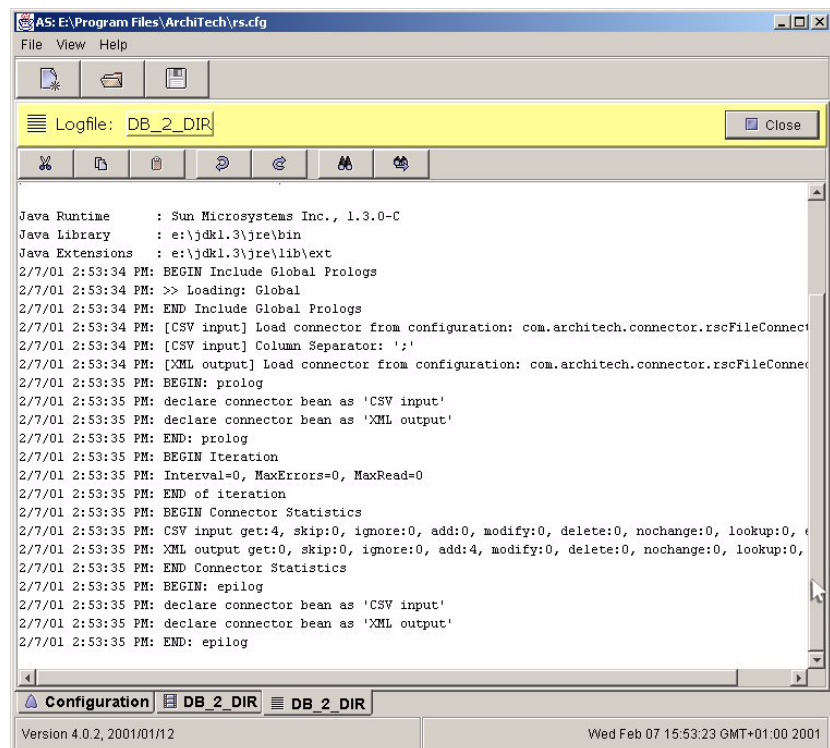 AS: E:\Program Files\ArchiTech\rs.cfg
File View Help
Logfile: DB_2_DIR
Close
Java Runtime : Sun Microsystems Inc., 1.3.0-C
Java Library : e:\jdk1.3\jre\bin
Java Extensions : e:\jdk1.3\jre\lib\ext
2/7/01 2:53:34 PM: BEGIN Include Global Prologs
2/7/01 2:53:34 PM: >> Loading: Global
2/7/01 2:53:34 PM: END Include Global Prologs
2/7/01 2:53:34 PM: [CSV input] Load connector from configuration: com.architech.connector.rscFileConnect
2/7/01 2:53:34 PM: [CSV input] Column Separator: ';'
2/7/01 2:53:34 PM: [XML output] Load connector from configuration: com.architech.connector.rscFileConnec
2/7/01 2:53:35 PM: BEGIN: prolog
2/7/01 2:53:35 PM: declare connector bean as 'CSV input'
2/7/01 2:53:35 PM: declare connector bean as 'XML output'
2/7/01 2:53:35 PM: END: prolog
2/7/01 2:53:35 PM: BEGIN Iteration
2/7/01 2:53:35 PM: Interval=0, MaxErrors=0, MaxRead=0
2/7/01 2:53:35 PM: END of iteration
2/7/01 2:53:35 PM: BEGIN Connector Statistics
2/7/01 2:53:35 PM: CSV input get:4, skip:0, ignore:0, add:0, modify:0, delete:0, nochange:0, lookup:0,
2/7/01 2:53:35 PM: XML output get:0, skip:0, ignore:0, add:4, modify:0, delete:0, nochange:0, lookup:0,
2/7/01 2:53:35 PM: END Connector Statistics
2/7/01 2:53:35 PM: BEGIN: epilog
2/7/01 2:53:35 PM: declare connector bean as 'CSV input'
2/7/01 2:53:35 PM: declare connector bean as 'XML output'
2/7/01 2:53:35 PM: END: epilog
Configuration DB_2_DIR DB_2_DIR
Version 4.0.2, 2001/01/12 Wed Feb 07 15:53:23 GMT+01:00 2001